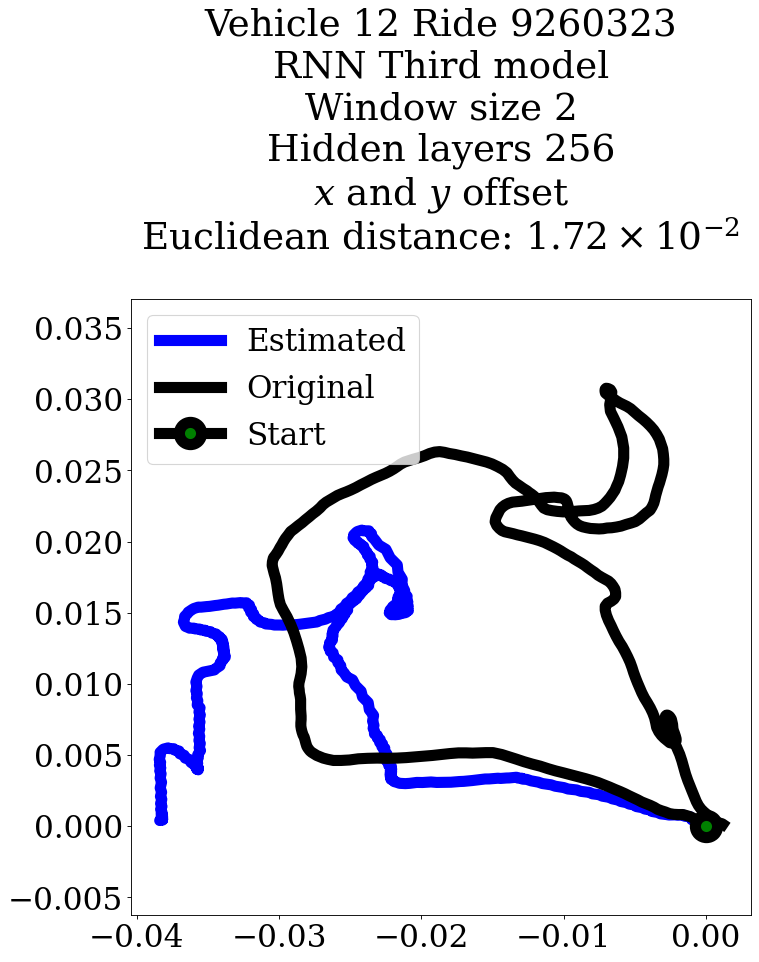 Vehicle 12 Ride 9260323
RNN Third model
Window size 2
Hidden layers 256
x and y offset
Euclidean distance: 1.72 × 10⁻²
Estimated
Original
Start
0.035
0.030
0.025
0.020
0.015
0.010
0.005
0.000
−0.005
−0.04 −0.03 −0.02 −0.01 0.00